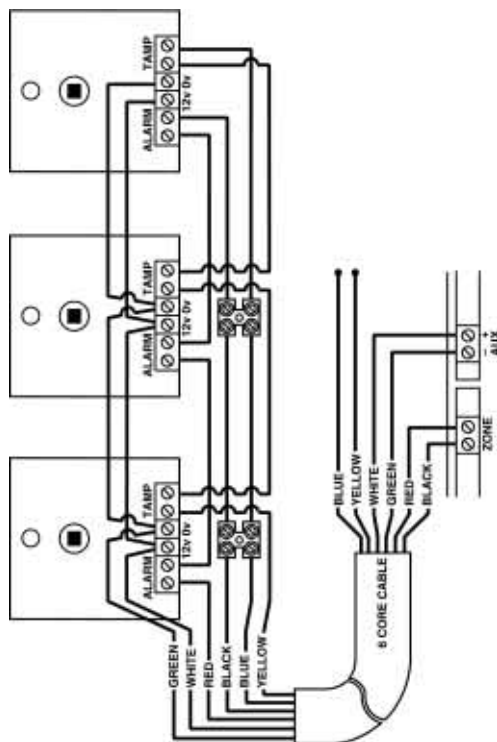 TAMP
12v 0v
ALARM
TAMP
12v 0v
ALARM
TAMP
12v 0v
ALARM
GREEN
WHITE
RED
BLACK
BLUE
YELLOW
6 CORE CABLE
BLUE
YELLOW
WHITE
GREEN
RED
BLACK
- +
AUX
ZONE